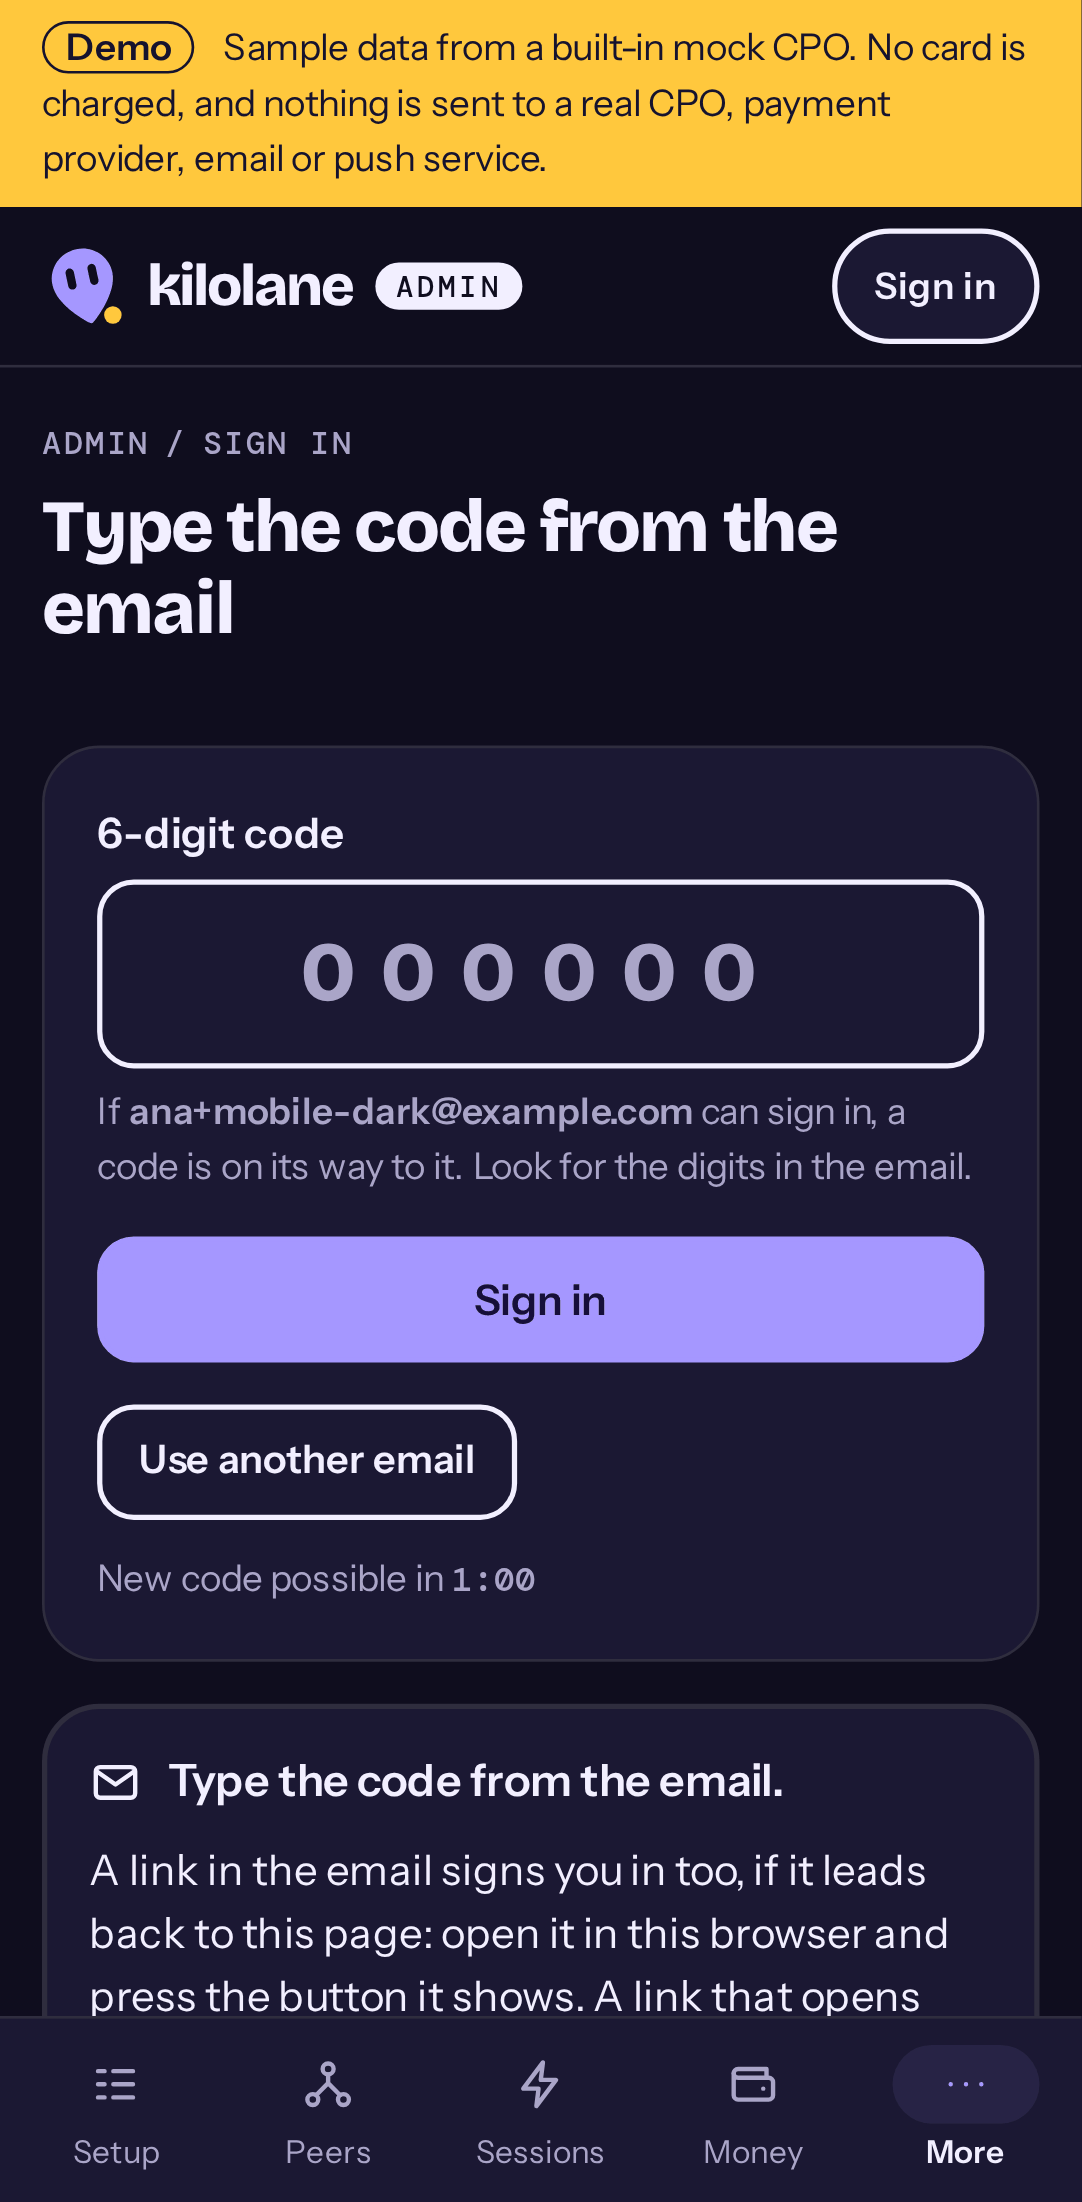 Demo Sample data from a built-in mock CPO. No card is
charged, and nothing is sent to a real CPO, payment
provider, email or push service.
kilolane ADMIN Sign in
ADMIN / SIGN IN
Type the code from the
email
6-digit code
000000
If ana+mobile-dark@example.com can sign in, a
code is on its way to it. Look for the digits in the email.
Sign in
Use another email
New code possible in 1:00
Type the code from the email.
A link in the email signs you in too, if it leads
back to this page: open it in this browser and
press the button it shows. A link that opens
Setup Peers Sessions Money More